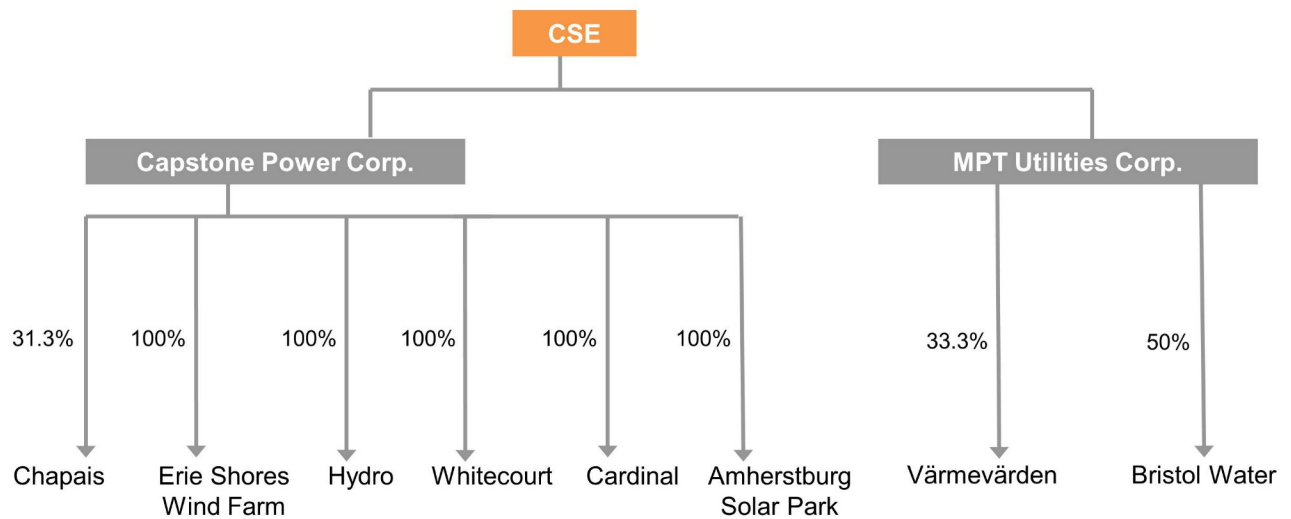 CSE
Capstone Power Corp.
MPT Utilities Corp.
31.3%
100%
100%
100%
100%
100%
33.3%
50%
Chapais
Erie Shores
Wind Farm
Hydro
Whitecourt
Cardinal
Amherstburg
Solar Park
Värmevärden
Bristol Water